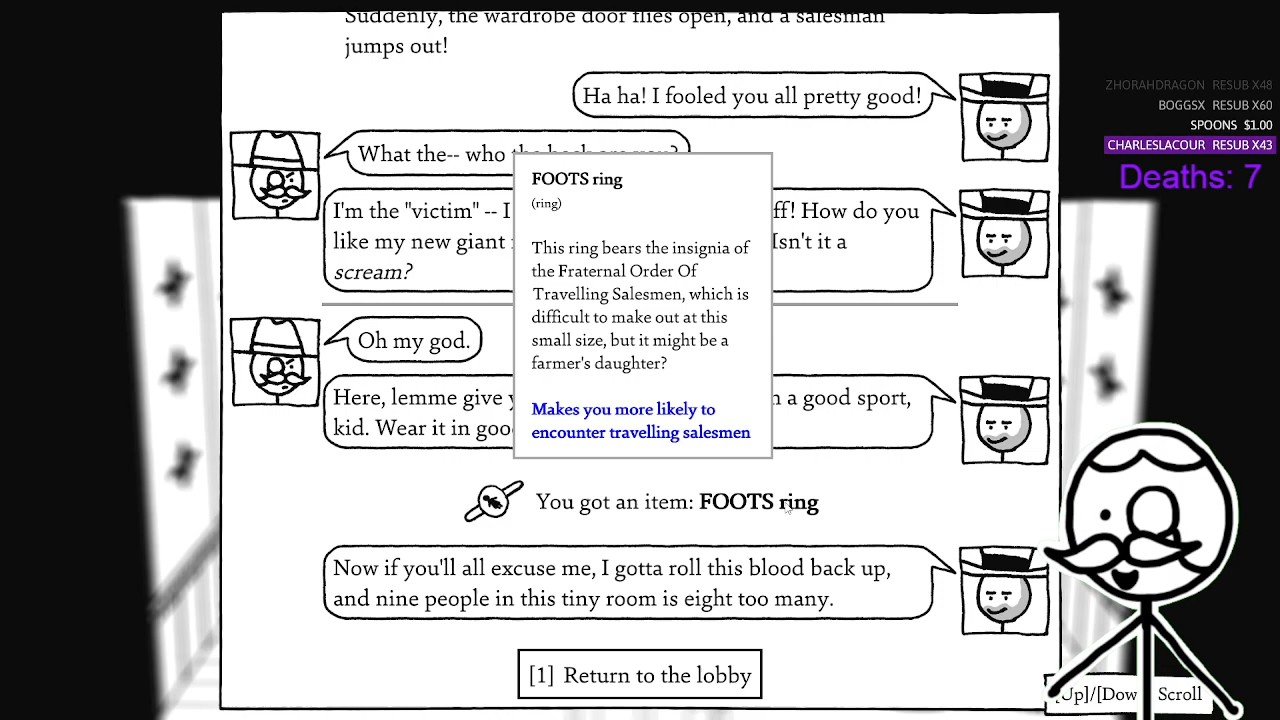 Suddenly, the wardrobe door flies open, and a salesman
jumps out!
Ha ha! I fooled you all pretty good!
What the-- who the heck are you?
I'm the "victim" -- I
ff! How do you
like my new giant
Isn't it a
scream?
Oh my god.
Here, lemme give
a good sport,
kid. Wear it in goo
FOOTS ring
(ring)
This ring bears the insignia of
the Fraternal Order Of
Travelling Salesmen, which is
difficult to make out at this
small size, but it might be a
farmer's daughter?
Makes you more likely to
encounter travelling salesmen
You got an item: FOOTS ring
Now if you'll all excuse me, I gotta roll this blood back up,
and nine people in this tiny room is eight too many.
[1] Return to the lobby
ZHORAHDRAGON RESUB X48
BOGGSX RESUB X60
SPOONS $1.00
CHARLESLACOUR RESUB X43
Deaths: 7
Up]/[Dow Scroll